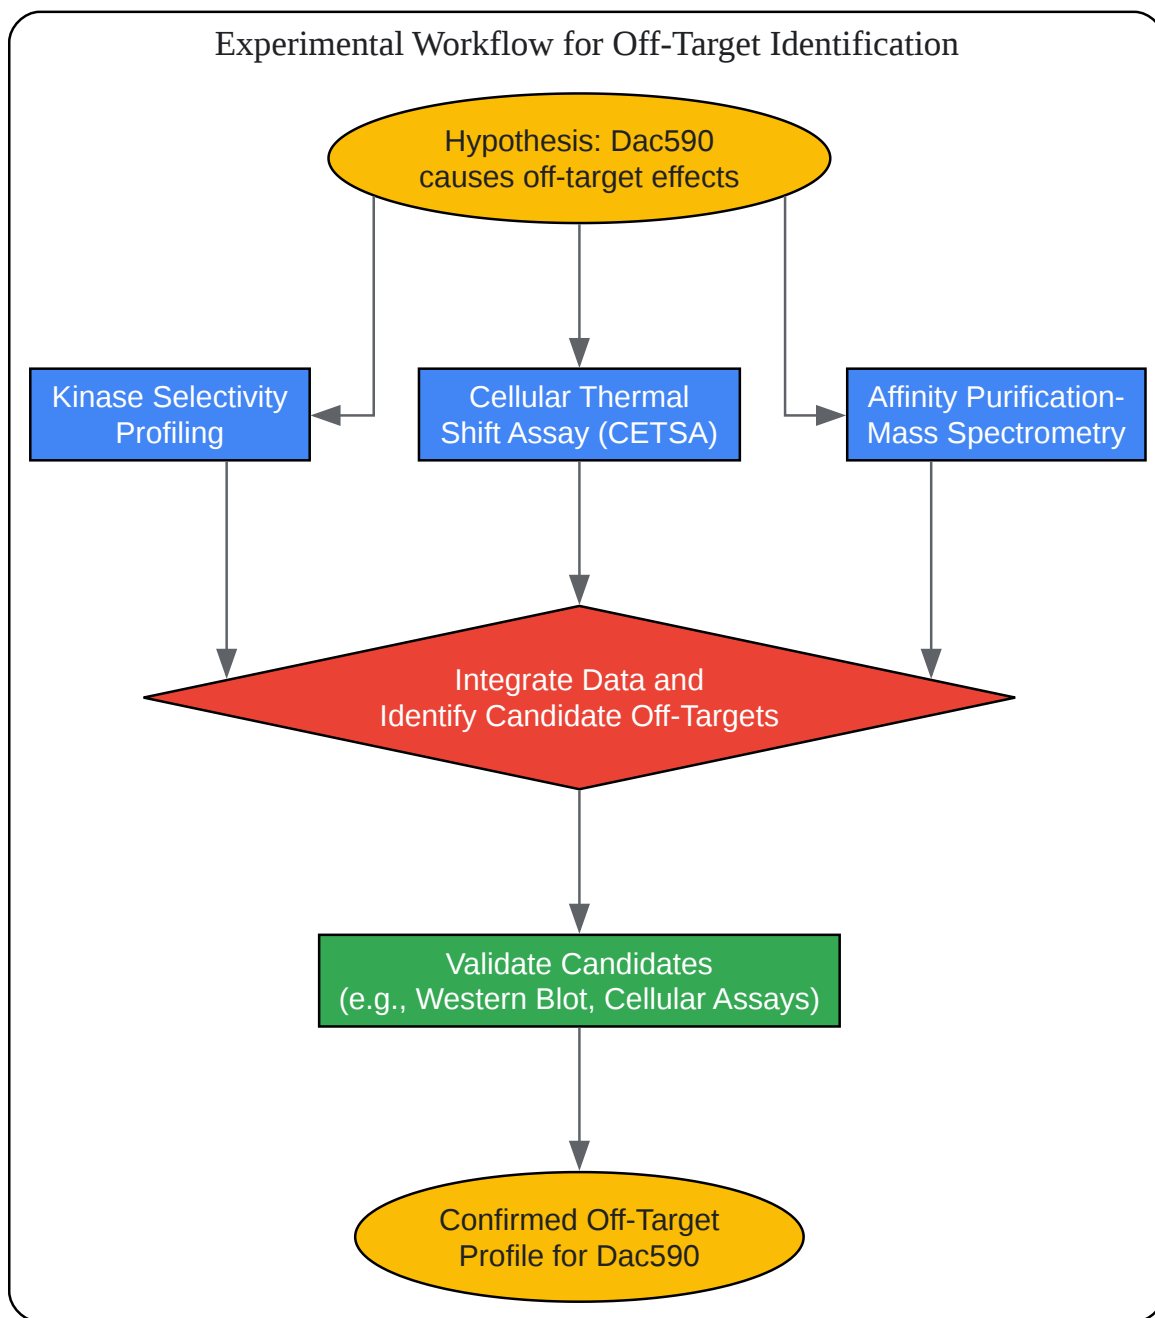 Experimental Workflow for Off-Target Identification
Hypothesis: Dac590
causes off-target effects
Kinase Selectivity
Profiling
Cellular Thermal
Shift Assay (CETSA)
Affinity Purification-
Mass Spectrometry
Integrate Data and
Identify Candidate Off-Targets
Validate Candidates
(e.g., Western Blot, Cellular Assays)
Confirmed Off-Target
Profile for Dac590